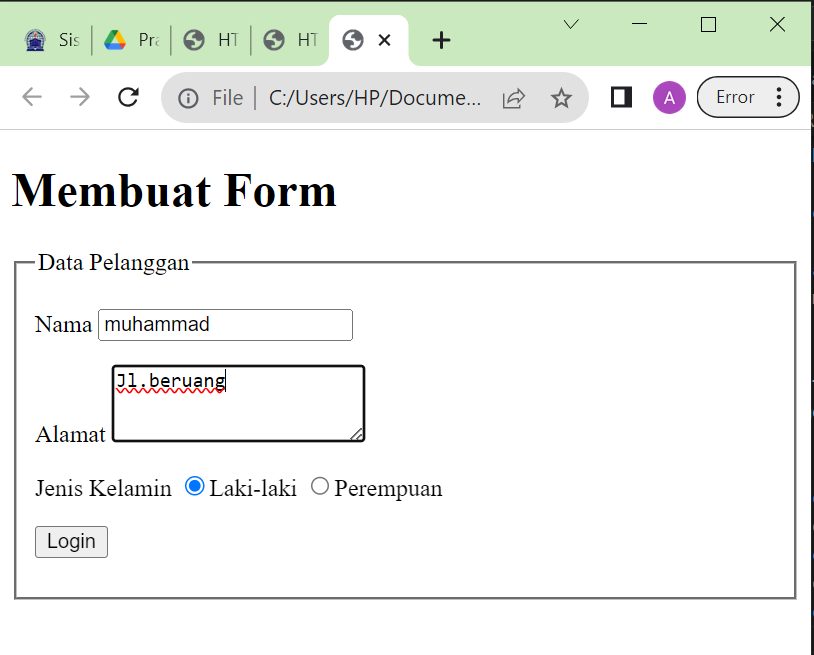 Sis
Pra
HT
HT
File
C:/Users/HP/Docume...
A
Error
Membuat Form
Data Pelanggan
Nama muhammad
Jl.beruang
Alamat
Jenis Kelamin Laki-laki Perempuan
Login